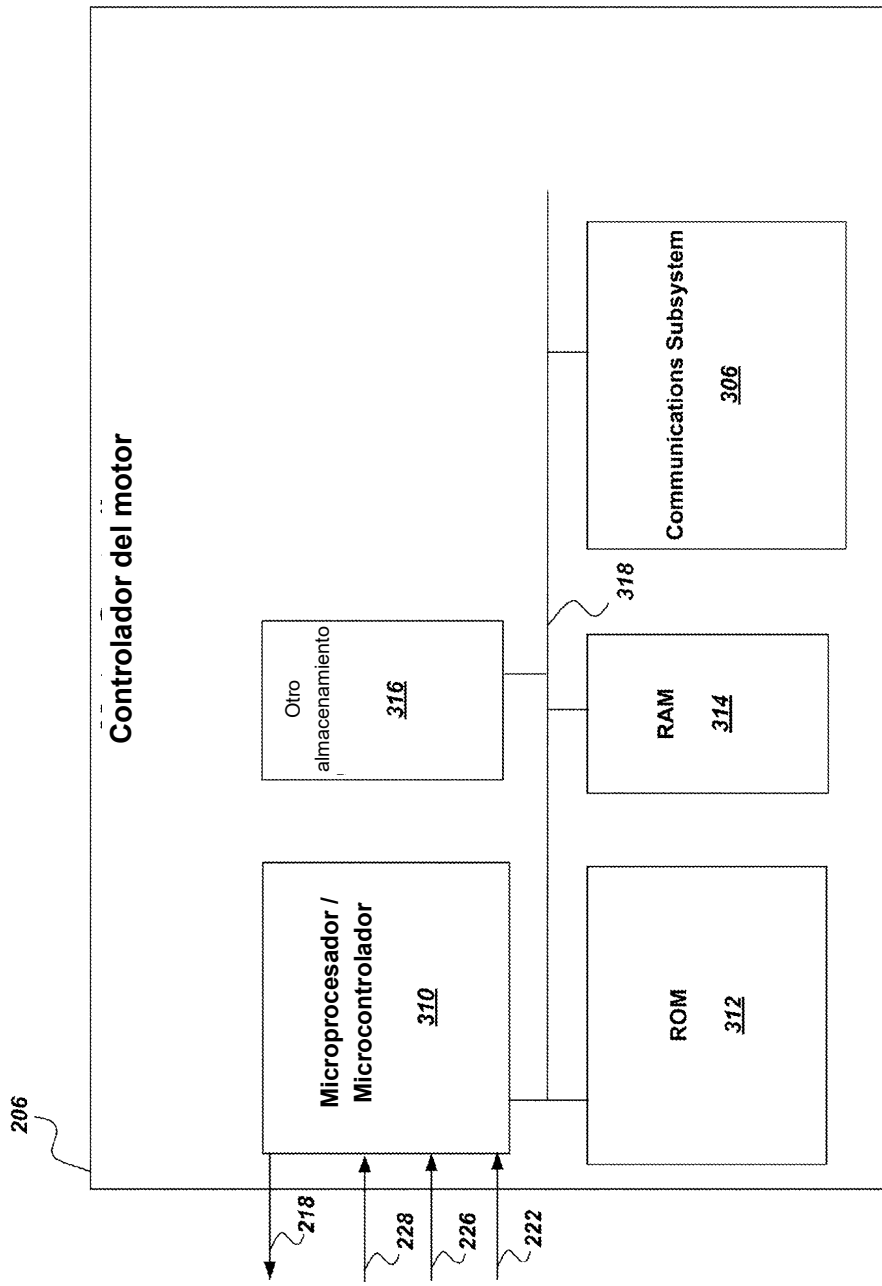 206
Controlador del motor
218
228
226
222
Microprocesador /
Microcontrolador
310
Otro
almacenamiento
316
318
ROM
312
RAM
314
Communications Subsystem
306